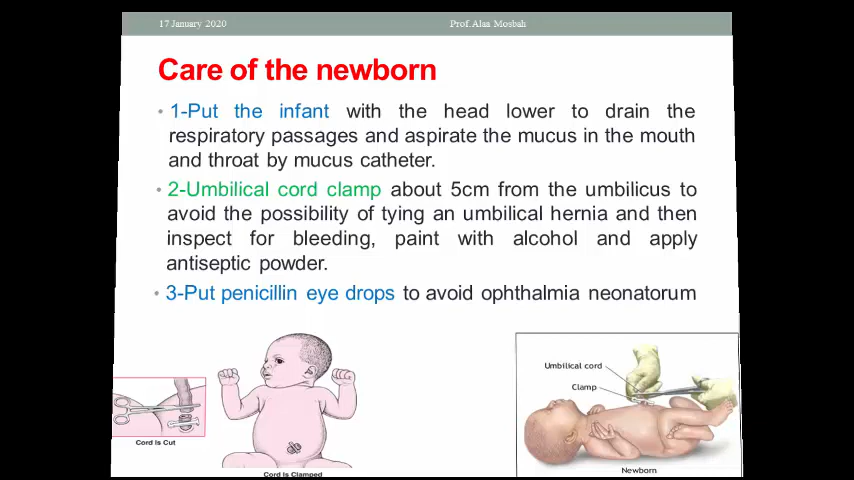 17 January 2020 Prof. Alaa Mosbah
Care of the newborn
• 1-Put the infant with the head lower to drain the
respiratory passages and aspirate the mucus in the mouth
and throat by mucus catheter.
• 2-Umbilical cord clamp about 5cm from the umbilicus to
avoid the possibility of tying an umbilical hernia and then
inspect for bleeding, paint with alcohol and apply
antiseptic powder.
• 3-Put penicillin eye drops to avoid ophthalmia neonatorum
Umbilical cord
Clamp
Cord Is Cut
Cord Is Clamped
Newborn